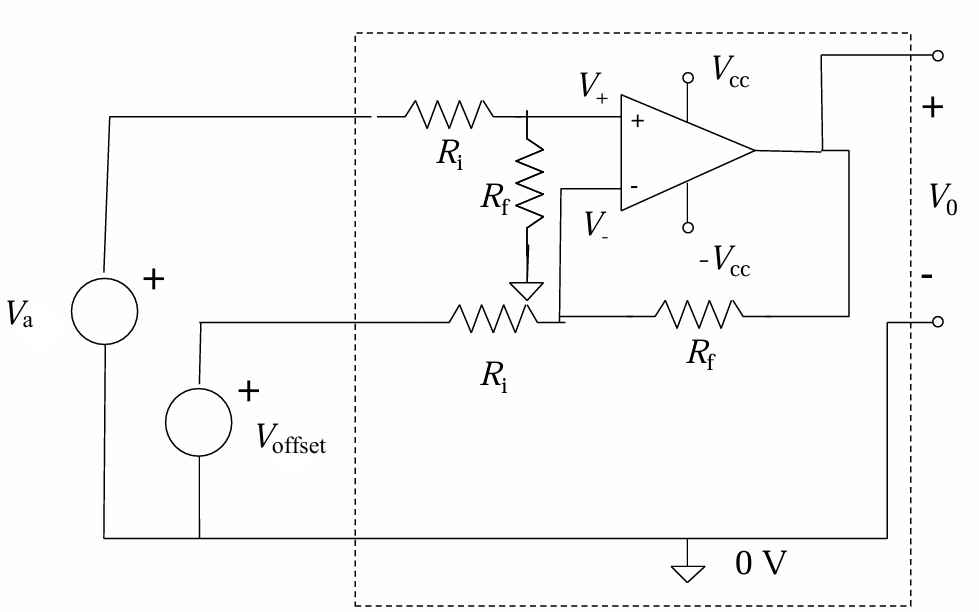 Vcc
V+
+
+
Ri
Rf
-
V0
V-
-Vcc
-
+
Va
Rf
Ri
+
Voffset
0 V